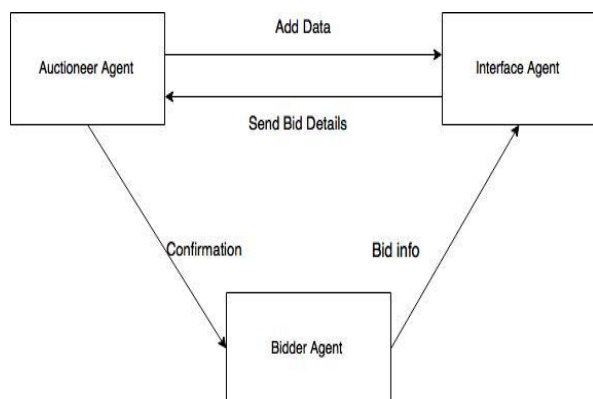 Add Data
Auctioneer Agent
Interface Agent
Send Bid Details
Confirmation
Bid info
Bidder Agent